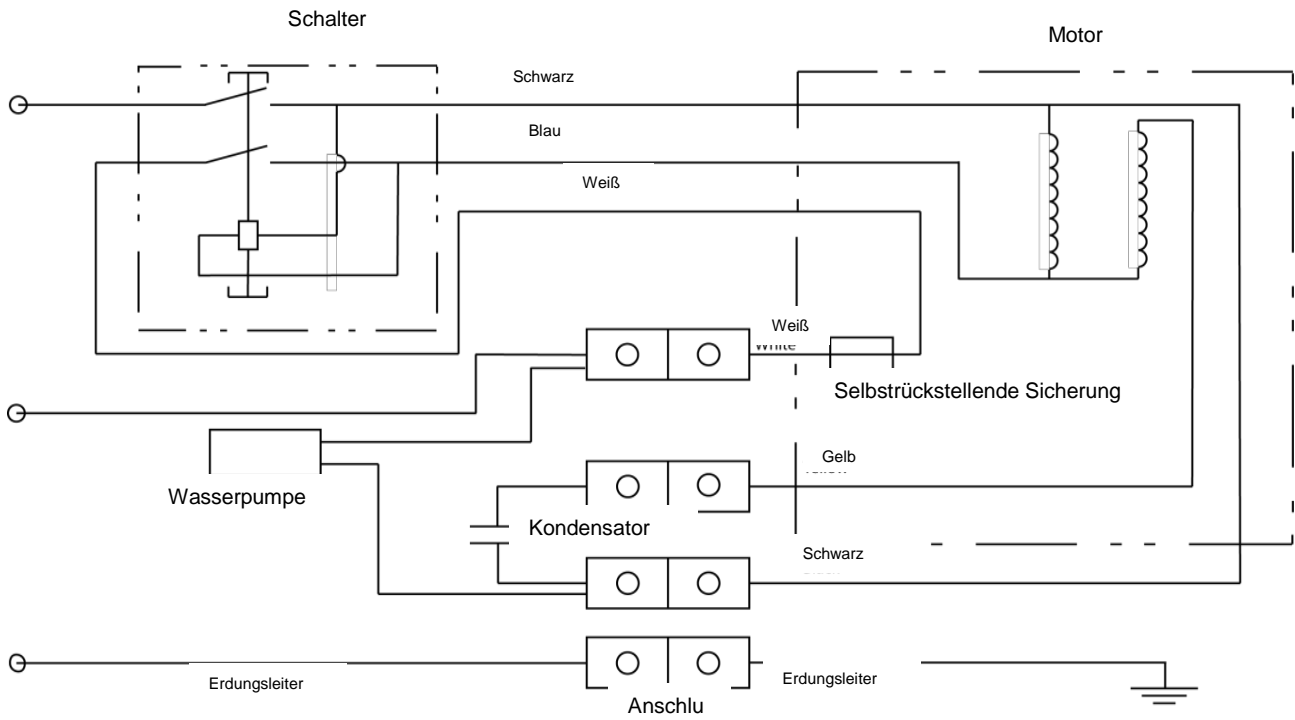 Schalter
Motor
Schwarz
Blau
Weiß
Weiß
White
Selbstrückstellende Sicherung
Gelb
Wasserpumpe
Kondensator
Schwarz
Erdungsleiter
Erdungsleiter
Anschlu